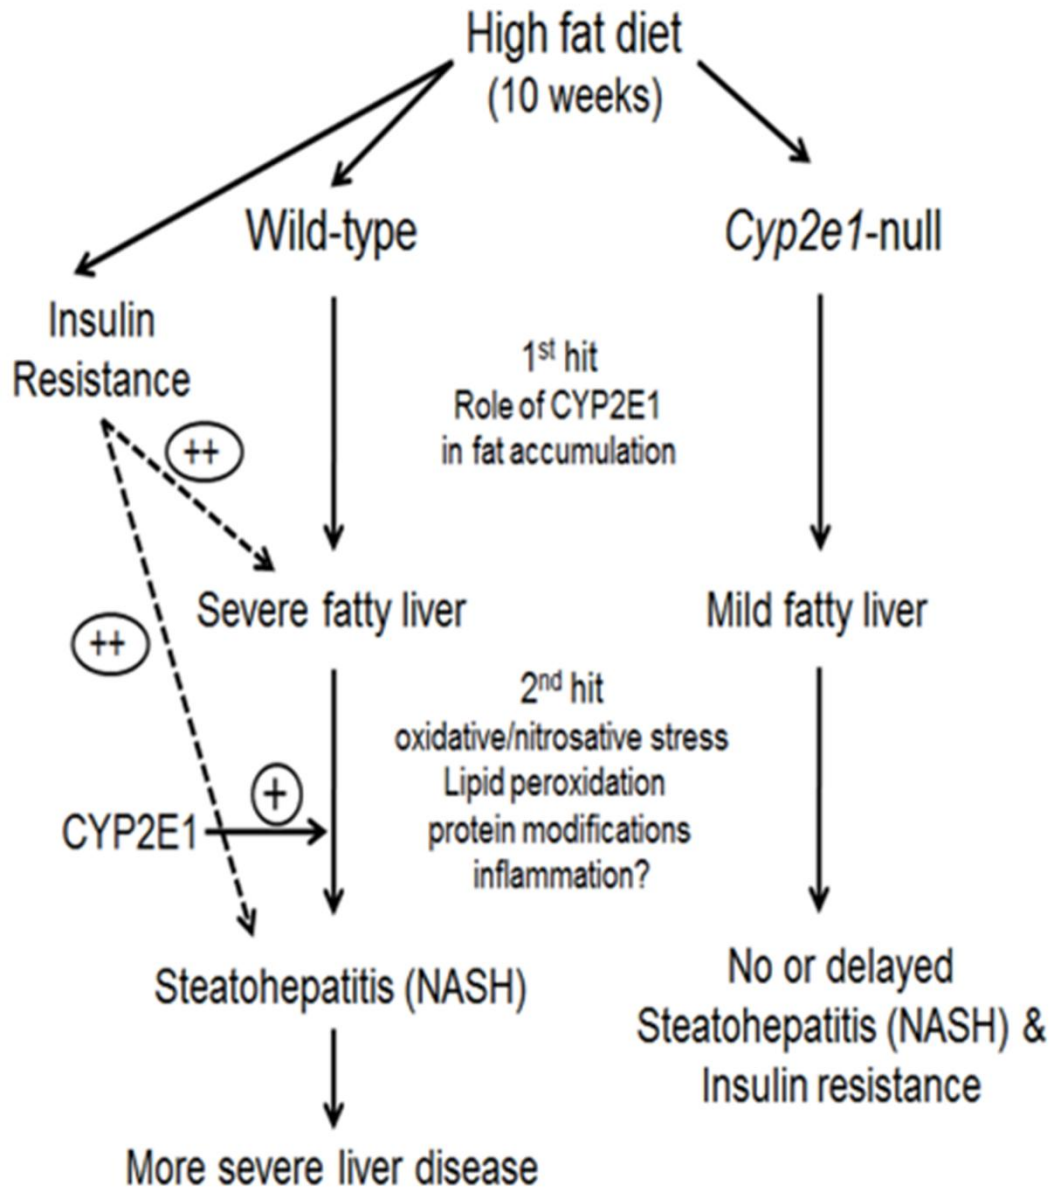 High fat diet
(10 weeks)
Wild-type
Cyp2e1-null
Insulin
Resistance
1st hit
Role of CYP2E1
in fat accumulation
++
Severe fatty liver
Mild fatty liver
++
2nd hit
oxidative/nitrosative stress
Lipid peroxidation
protein modifications
inflammation?
+
CYP2E1
Steatohepatitis (NASH)
No or delayed
Steatohepatitis (NASH) &
Insulin resistance
More severe liver disease